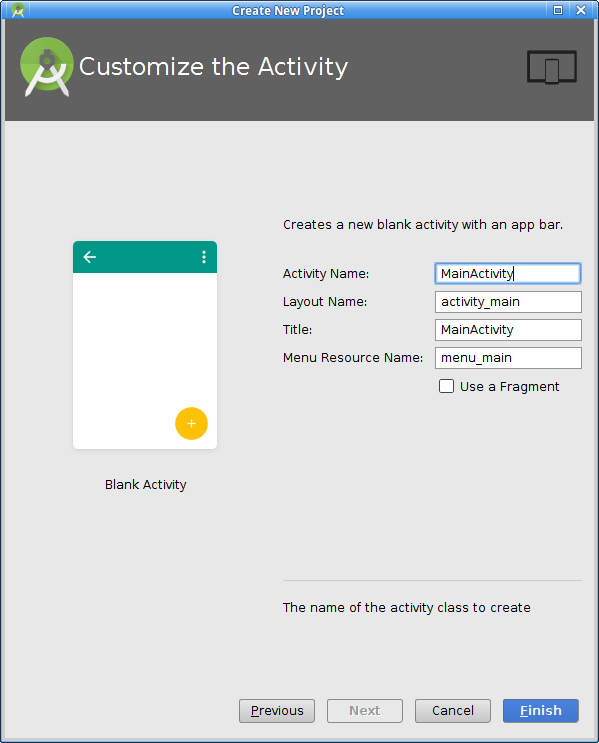 Create New Project
Customize the Activity
Creates a new blank activity with an app bar.
Activity Name: MainActivity
Layout Name: activity_main
Title: MainActivity
Menu Resource Name: menu_main
Use a Fragment
Blank Activity
The name of the activity class to create
Previous Next Cancel Finish